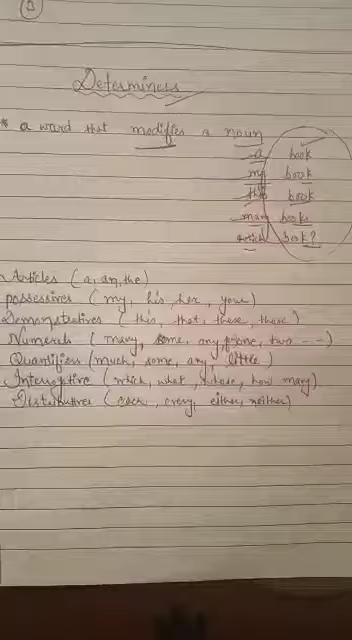 Determiners
* a word that modifies a noun
a book
my book
this book
many books
which book?
Articles (a, an, the)
possessives (my, his, her, your)
Demonstratives (this, that, these, those)
Numerals (many, some, any, one, two ---)
Quantifiers (much, some, any, little)
Interrogative (which, what, whose, how many)
Distributives (each, every, either, neither)